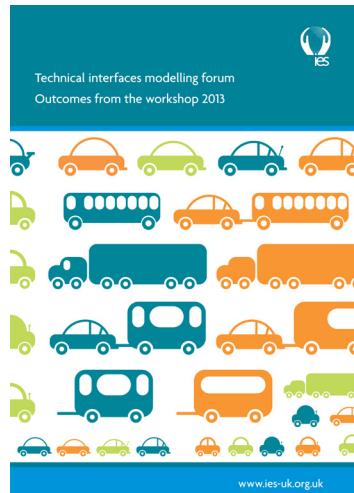 ies
Technical interfaces modelling forum
Outcomes from the workshop 2013
www.ies-uk.org.uk